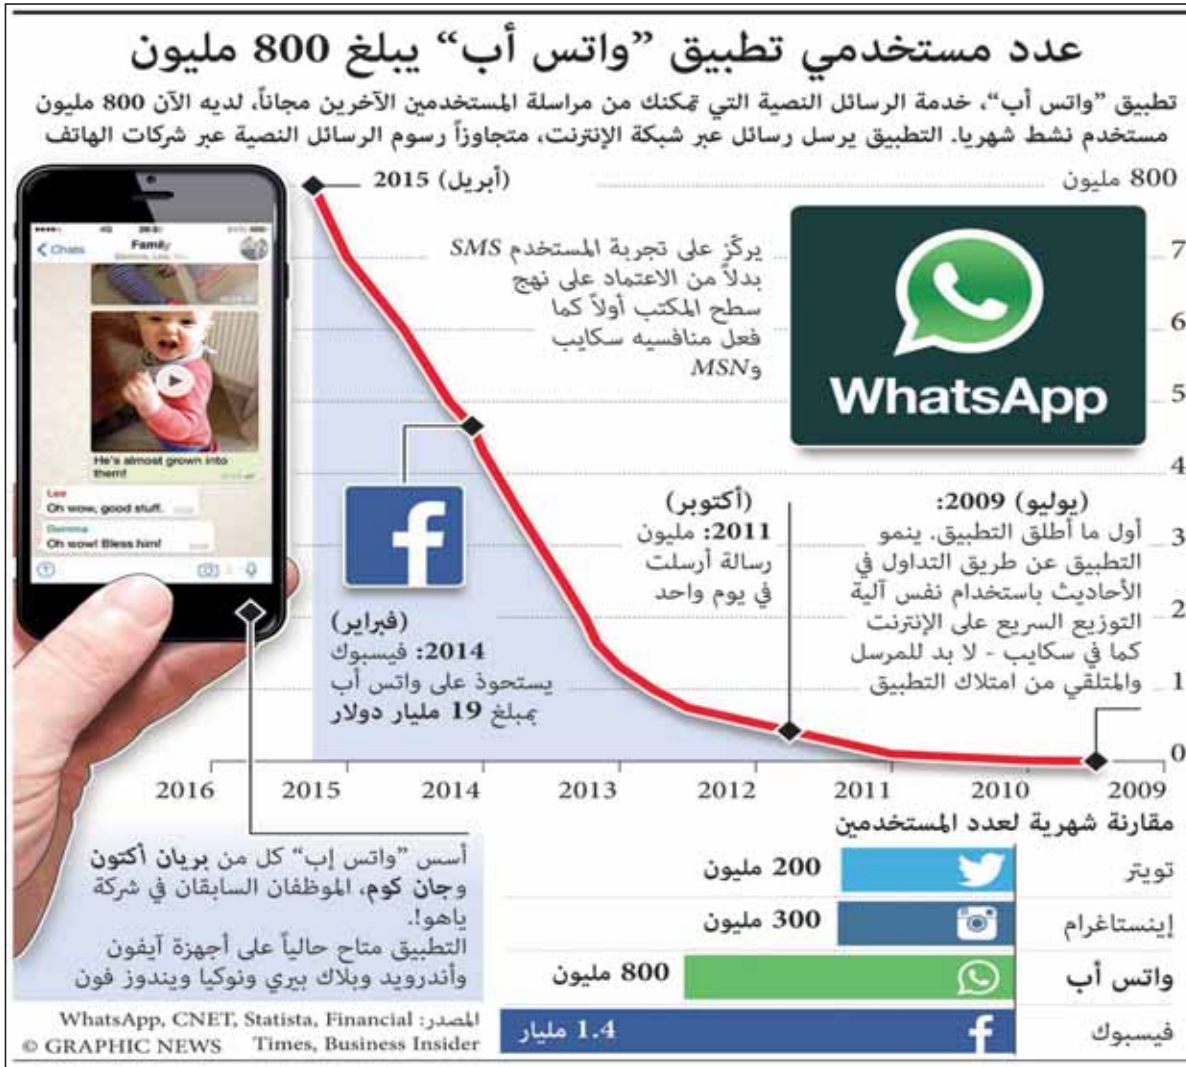 عدد مستخدمي تطبيق ”واتس أب“ يبلغ 800 مليون
تطبيق ”واتس أب“، خدمة الرسائل النصية التي تمكنك من مراسلة المستخدمين الآخرين مجاناً، لديه الآن 800 مليون
مستخدم نشط شهريا. التطبيق يرسل رسائل عبر شبكة الإنترنت، متجاوزاً رسوم الرسائل النصية عبر شركات الهاتف
800 مليون
7
6
5
4
3
2
1
0
(أبريل) 2015
يركّز على تجربة المستخدم SMS
بدلاً من الاعتماد على نهج
سطح المكتب أولاً كما
فعل منافسيه سكايب
وMSN
WhatsApp
(يوليو) 2009:
أول ما أطلق التطبيق. ينمو
التطبيق عن طريق التداول في
الأحاديث باستخدام نفس آلية
التوزيع السريع على الإنترنت
كما في سكايب - لا بد للمرسل
والمتلقي من امتلاك التطبيق
(أكتوبر)
2011: مليون
رسالة أرسلت
في يوم واحد
(فبراير)
2014: فيسبوك
يستحوذ على واتس أب
بمبلغ 19 مليار دولار
Chats
Family
He's almost grown into
them!
Lee
Oh wow, good stuff.
Gemma
Oh wow! Bless him!
2009
2010
2011
2012
2013
2014
2015
2016
مقارنة شهرية لعدد المستخدمين
تويتر 200 مليون
إينستاغرام 300 مليون
واتس أب 800 مليون
فيسبوك 1.4 مليار
أسس ”واتس إب“ كل من بريان أكتون
وجان كوم، الموظفان السابقان في شركة
ياهو!.
التطبيق متاح حالياً على أجهزة آيفون
وأندرويد وبلاك بيري ونوكيا ويندوز فون
المصدر: WhatsApp, CNET, Statista, Financial
Times, Business Insider
© GRAPHIC NEWS